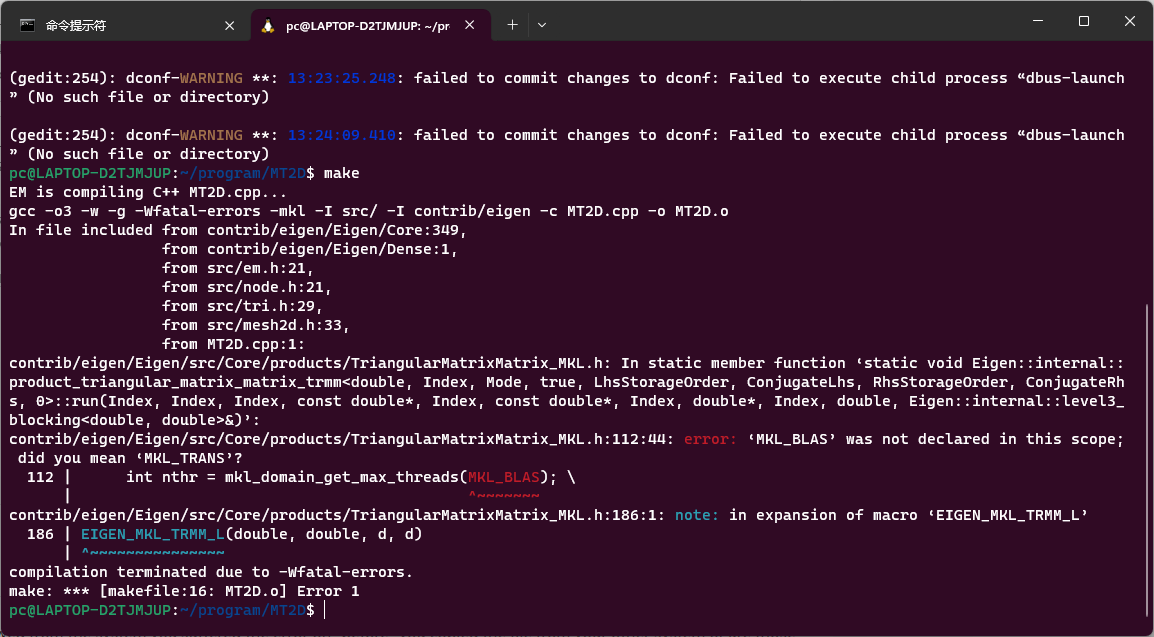 命令提示符
pc@LAPTOP-D2TJMJUP: ~/pr
(gedit:254): dconf-WARNING **: 13:23:25.248: failed to commit changes to dconf: Failed to execute child process “dbus-launch
” (No such file or directory)
(gedit:254): dconf-WARNING **: 13:24:09.410: failed to commit changes to dconf: Failed to execute child process “dbus-launch
” (No such file or directory)
pc@LAPTOP-D2TJMJUP:~/program/MT2D$ make
EM is compiling C++ MT2D.cpp...
gcc -o3 -w -g -Wfatal-errors -mkl -I src/ -I contrib/eigen -c MT2D.cpp -o MT2D.o
In file included from contrib/eigen/Eigen/Core:349,
                 from contrib/eigen/Eigen/Dense:1,
                 from src/em.h:21,
                 from src/node.h:21,
                 from src/tri.h:29,
                 from src/mesh2d.h:33,
                 from MT2D.cpp:1:
contrib/eigen/Eigen/src/Core/products/TriangularMatrixMatrix_MKL.h: In static member function ‘static void Eigen::internal::
product_triangular_matrix_matrix_trmm<double, Index, Mode, true, LhsStorageOrder, ConjugateLhs, RhsStorageOrder, ConjugateRh
s, 0>::run(Index, Index, Index, const double*, Index, const double*, Index, double*, Index, double, Eigen::internal::level3_
blocking<double, double>&)’:
contrib/eigen/Eigen/src/Core/products/TriangularMatrixMatrix_MKL.h:112:44: error: ‘MKL_BLAS’ was not declared in this scope;
 did you mean ‘MKL_TRANS’?
  112 |      int nthr = mkl_domain_get_max_threads(MKL_BLAS); \
      |                                            ^~~~~~~~
contrib/eigen/Eigen/src/Core/products/TriangularMatrixMatrix_MKL.h:186:1: note: in expansion of macro ‘EIGEN_MKL_TRMM_L’
  186 | EIGEN_MKL_TRMM_L(double, double, d, d)
      | ^~~~~~~~~~~~~~~~
compilation terminated due to -Wfatal-errors.
make: *** [makefile:16: MT2D.o] Error 1
pc@LAPTOP-D2TJMJUP:~/program/MT2D$